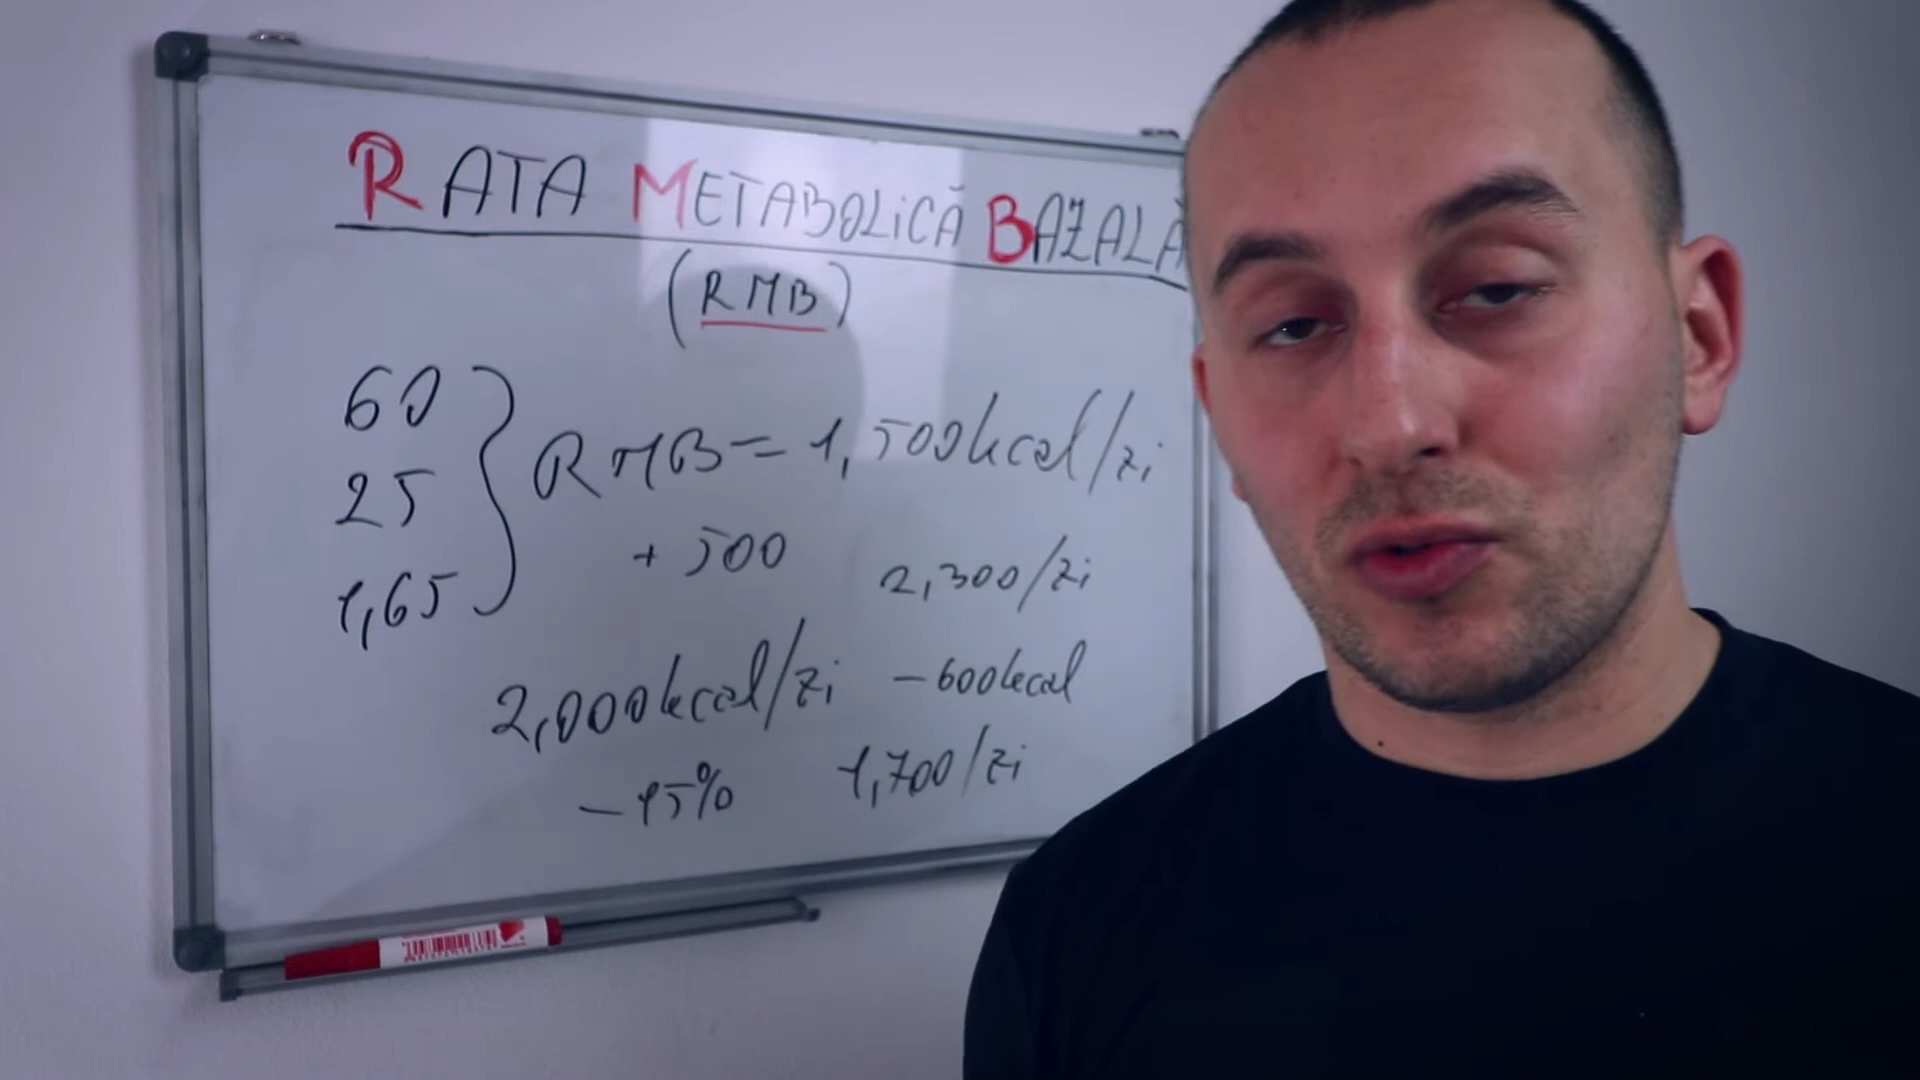 RATA METABOLICĂ BAZALĂ
(RMB)
60
25
1,65
RMB = 1,500kcal/zi
+ 500
2,000kcal/zi
-15%
2,300/zi
-600kcal
1,700/zi